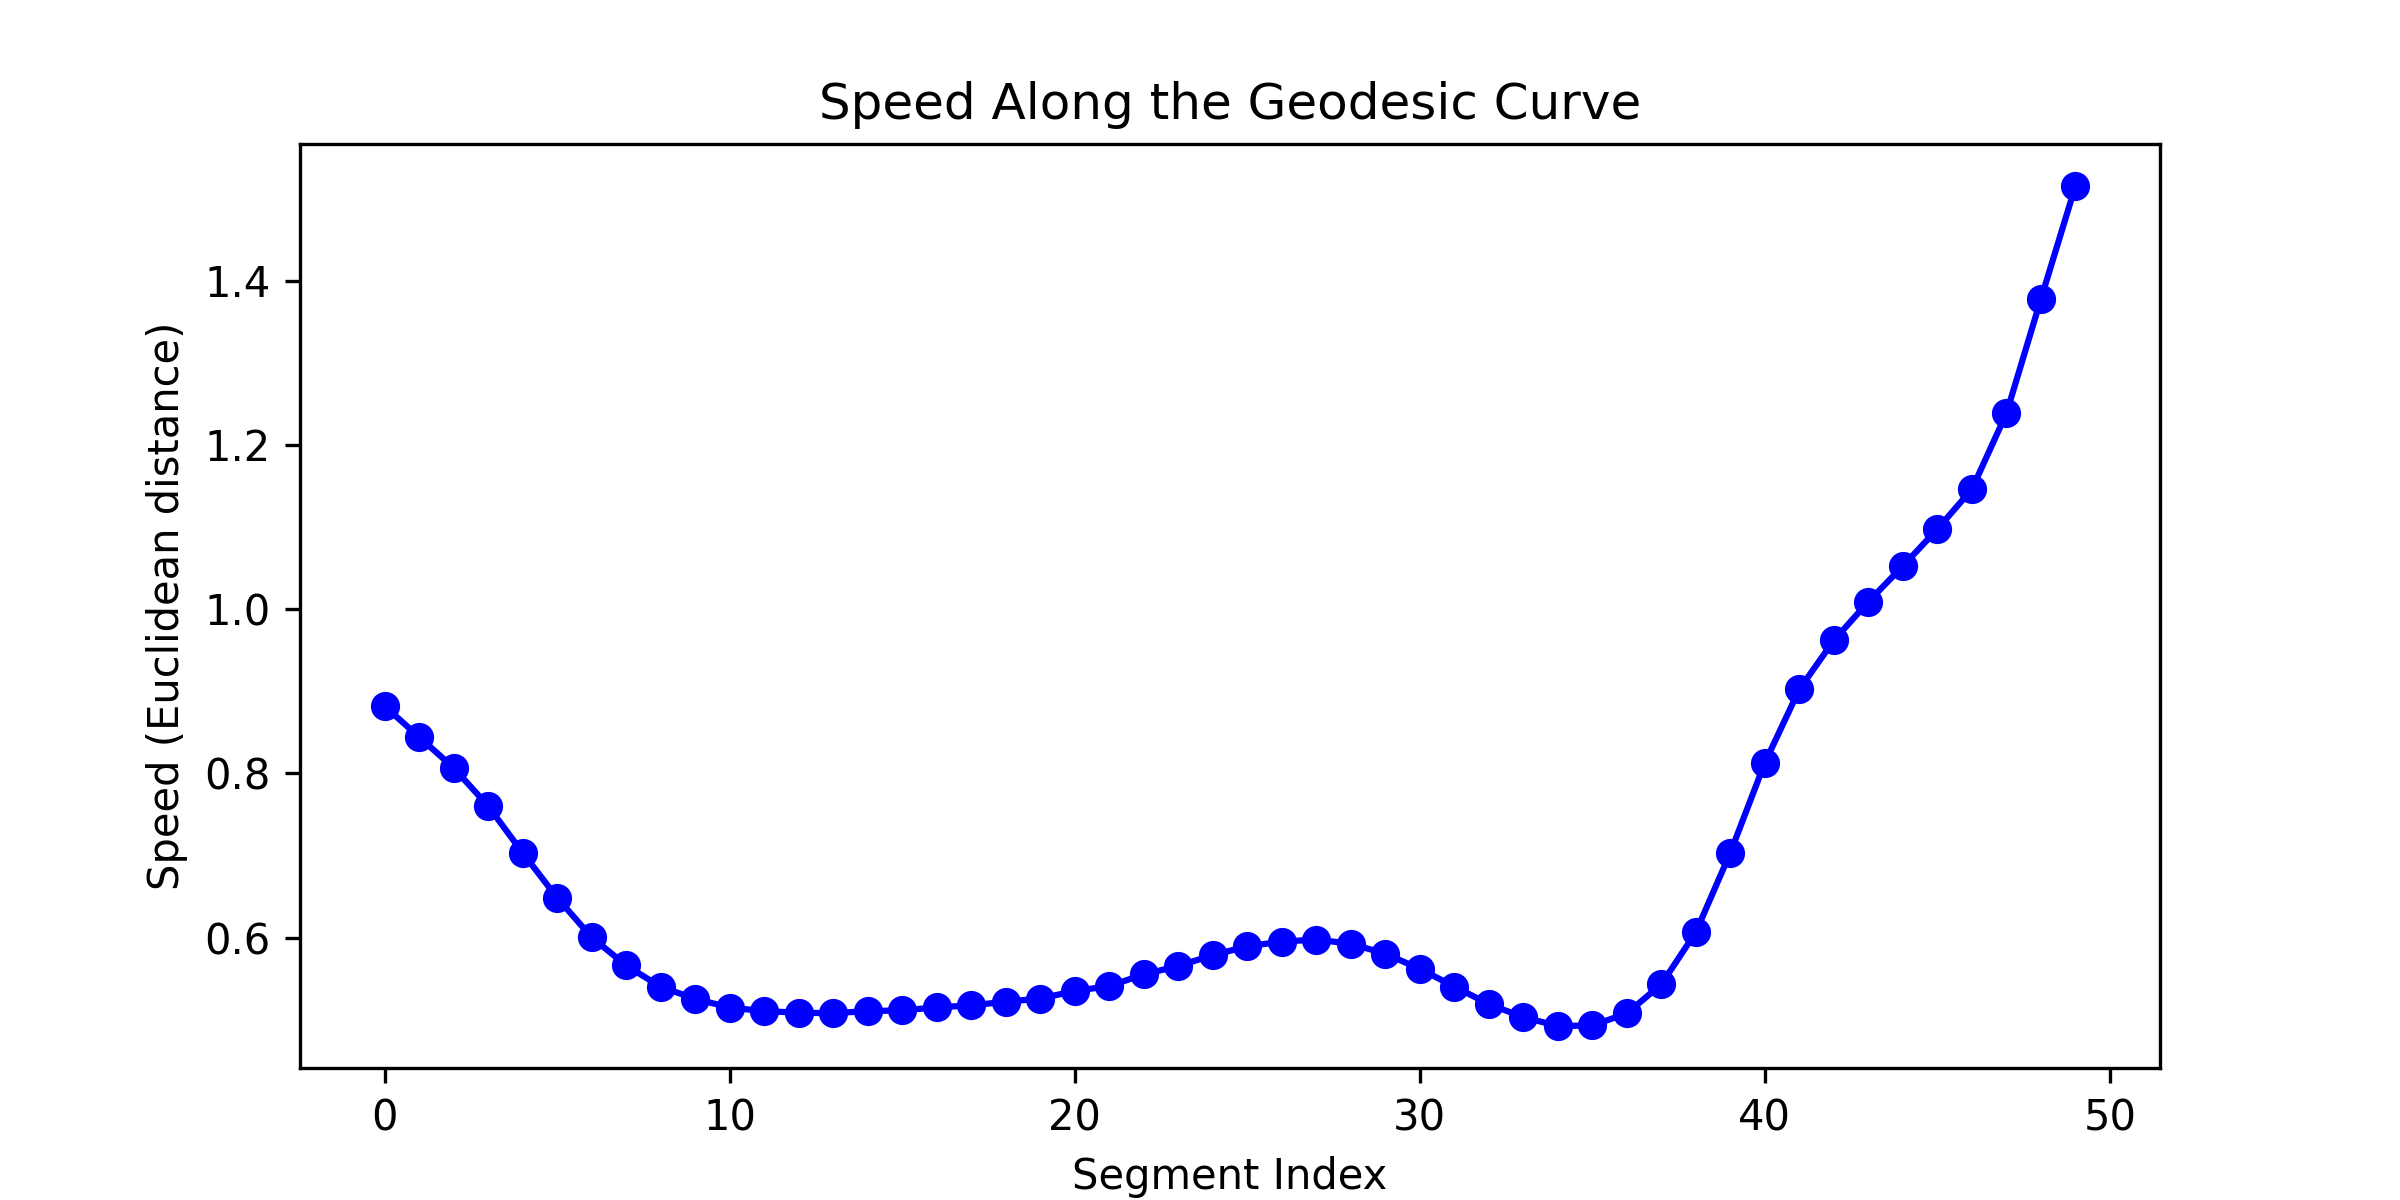 Speed Along the Geodesic Curve
Speed (Euclidean distance)
1.4
1.2
1.0
0.8
0.6
0 10 20 30 40 50
Segment Index